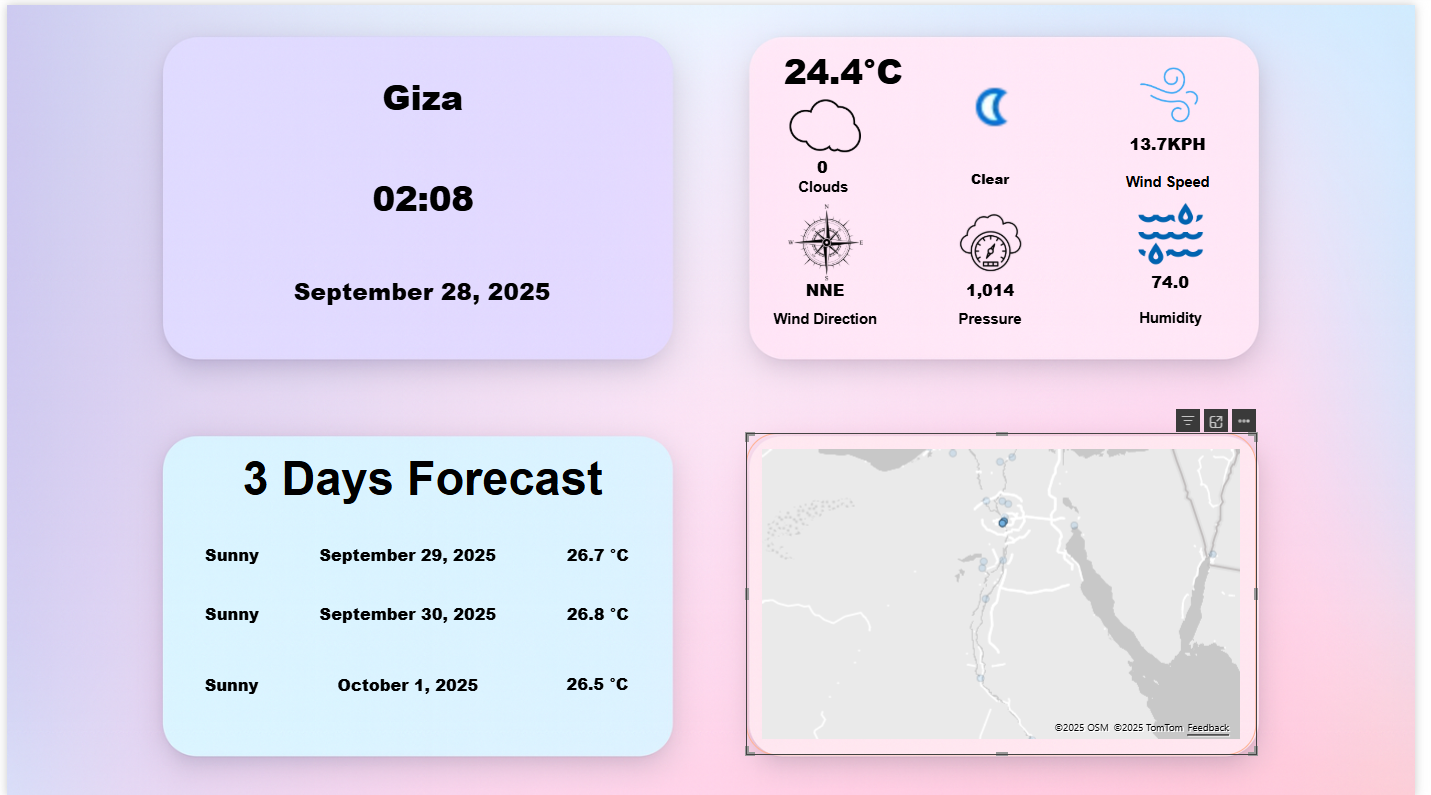 Giza
02:08
September 28, 2025
24.4°C
0
Clouds
Clear
13.7KPH
Wind Speed
N
W
E
S
NNE
Wind Direction
1,014
Pressure
74.0
Humidity
3 Days Forecast
Sunny September 29, 2025 26.7 °C
Sunny September 30, 2025 26.8 °C
Sunny October 1, 2025 26.5 °C
©2025 OSM ©2025 TomTom Feedback